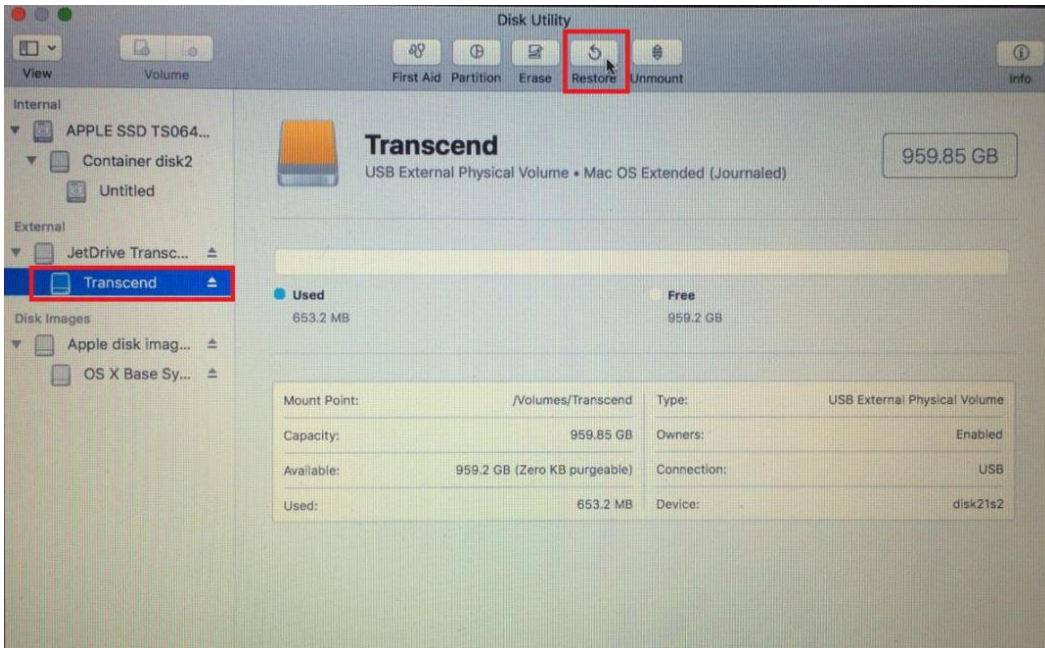 Disk Utility
View
Volume
First Aid
Partition
Erase
Restore
Unmount
Info
Internal
APPLE SSD TS064...
Container disk2
Untitled
External
JetDrive Transc...
Transcend
Disk Images
Apple disk imag...
OS X Base Sy...
Transcend
USB External Physical Volume • Mac OS Extended (Journaled)
959.85 GB
Used
653.2 MB
Free
959.2 GB
Mount Point: /Volumes/Transcend
Type: USB External Physical Volume
Capacity: 959.85 GB
Owners: Enabled
Available: 959.2 GB (Zero KB purgeable)
Connection: USB
Used: 653.2 MB
Device: disk21s2